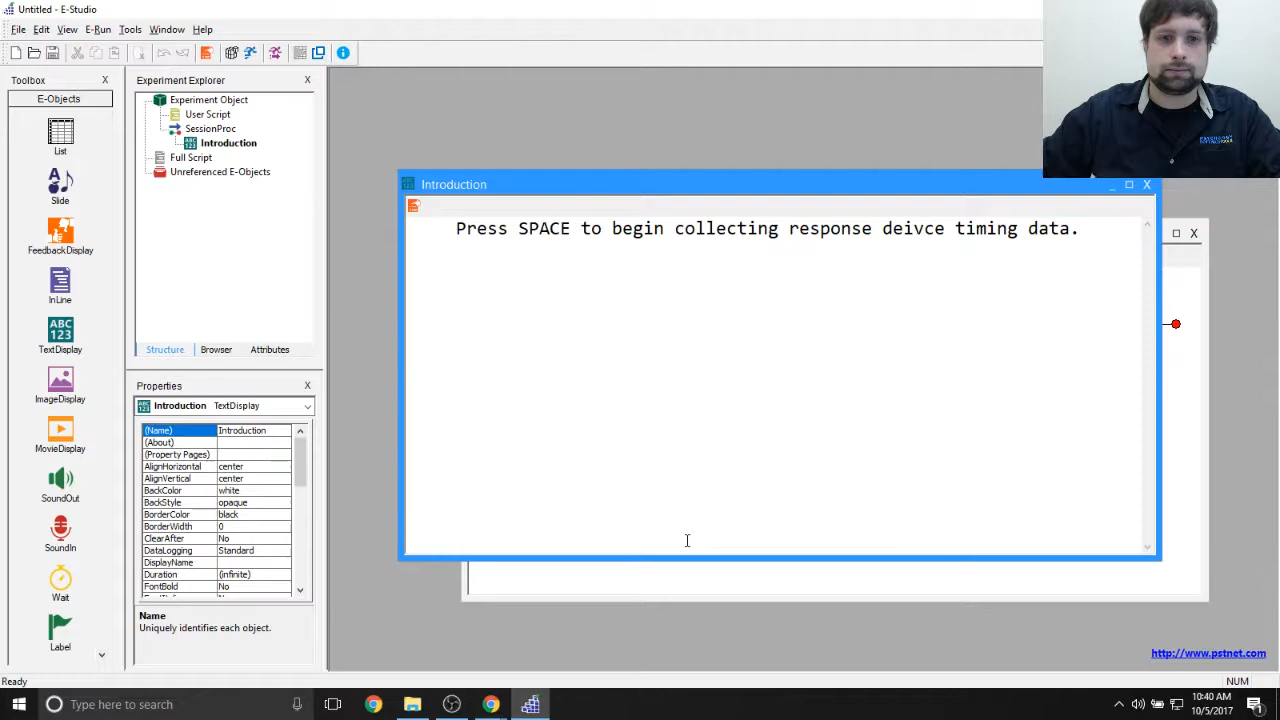 Untitled - E-Studio
File Edit View E-Run Tools Window Help
Toolbox X
E-Objects
List
Slide
FeedbackDisplay
InLine
ABC
123
TextDisplay
ImageDisplay
MovieDisplay
SoundOut
SoundIn
Wait
Label
Experiment Explorer X
Experiment Object
User Script
SessionProc
Introduction
Full Script
Unreferenced E-Objects
Structure Browser Attributes
Properties X
Introduction TextDisplay
(Name) Introduction
(About)
(Property Pages)
AlignHorizontal center
AlignVertical center
BackColor white
BackStyle opaque
BorderColor black
BorderWidth 0
ClearAfter No
DataLogging Standard
DisplayName
Duration (infinite)
FontBold No
Name
Uniquely identifies each object.
Introduction
Press SPACE to begin collecting response deivce timing data.
http://www.pstnet.com
Ready NUM
Type here to search
10:40 AM
10/5/2017